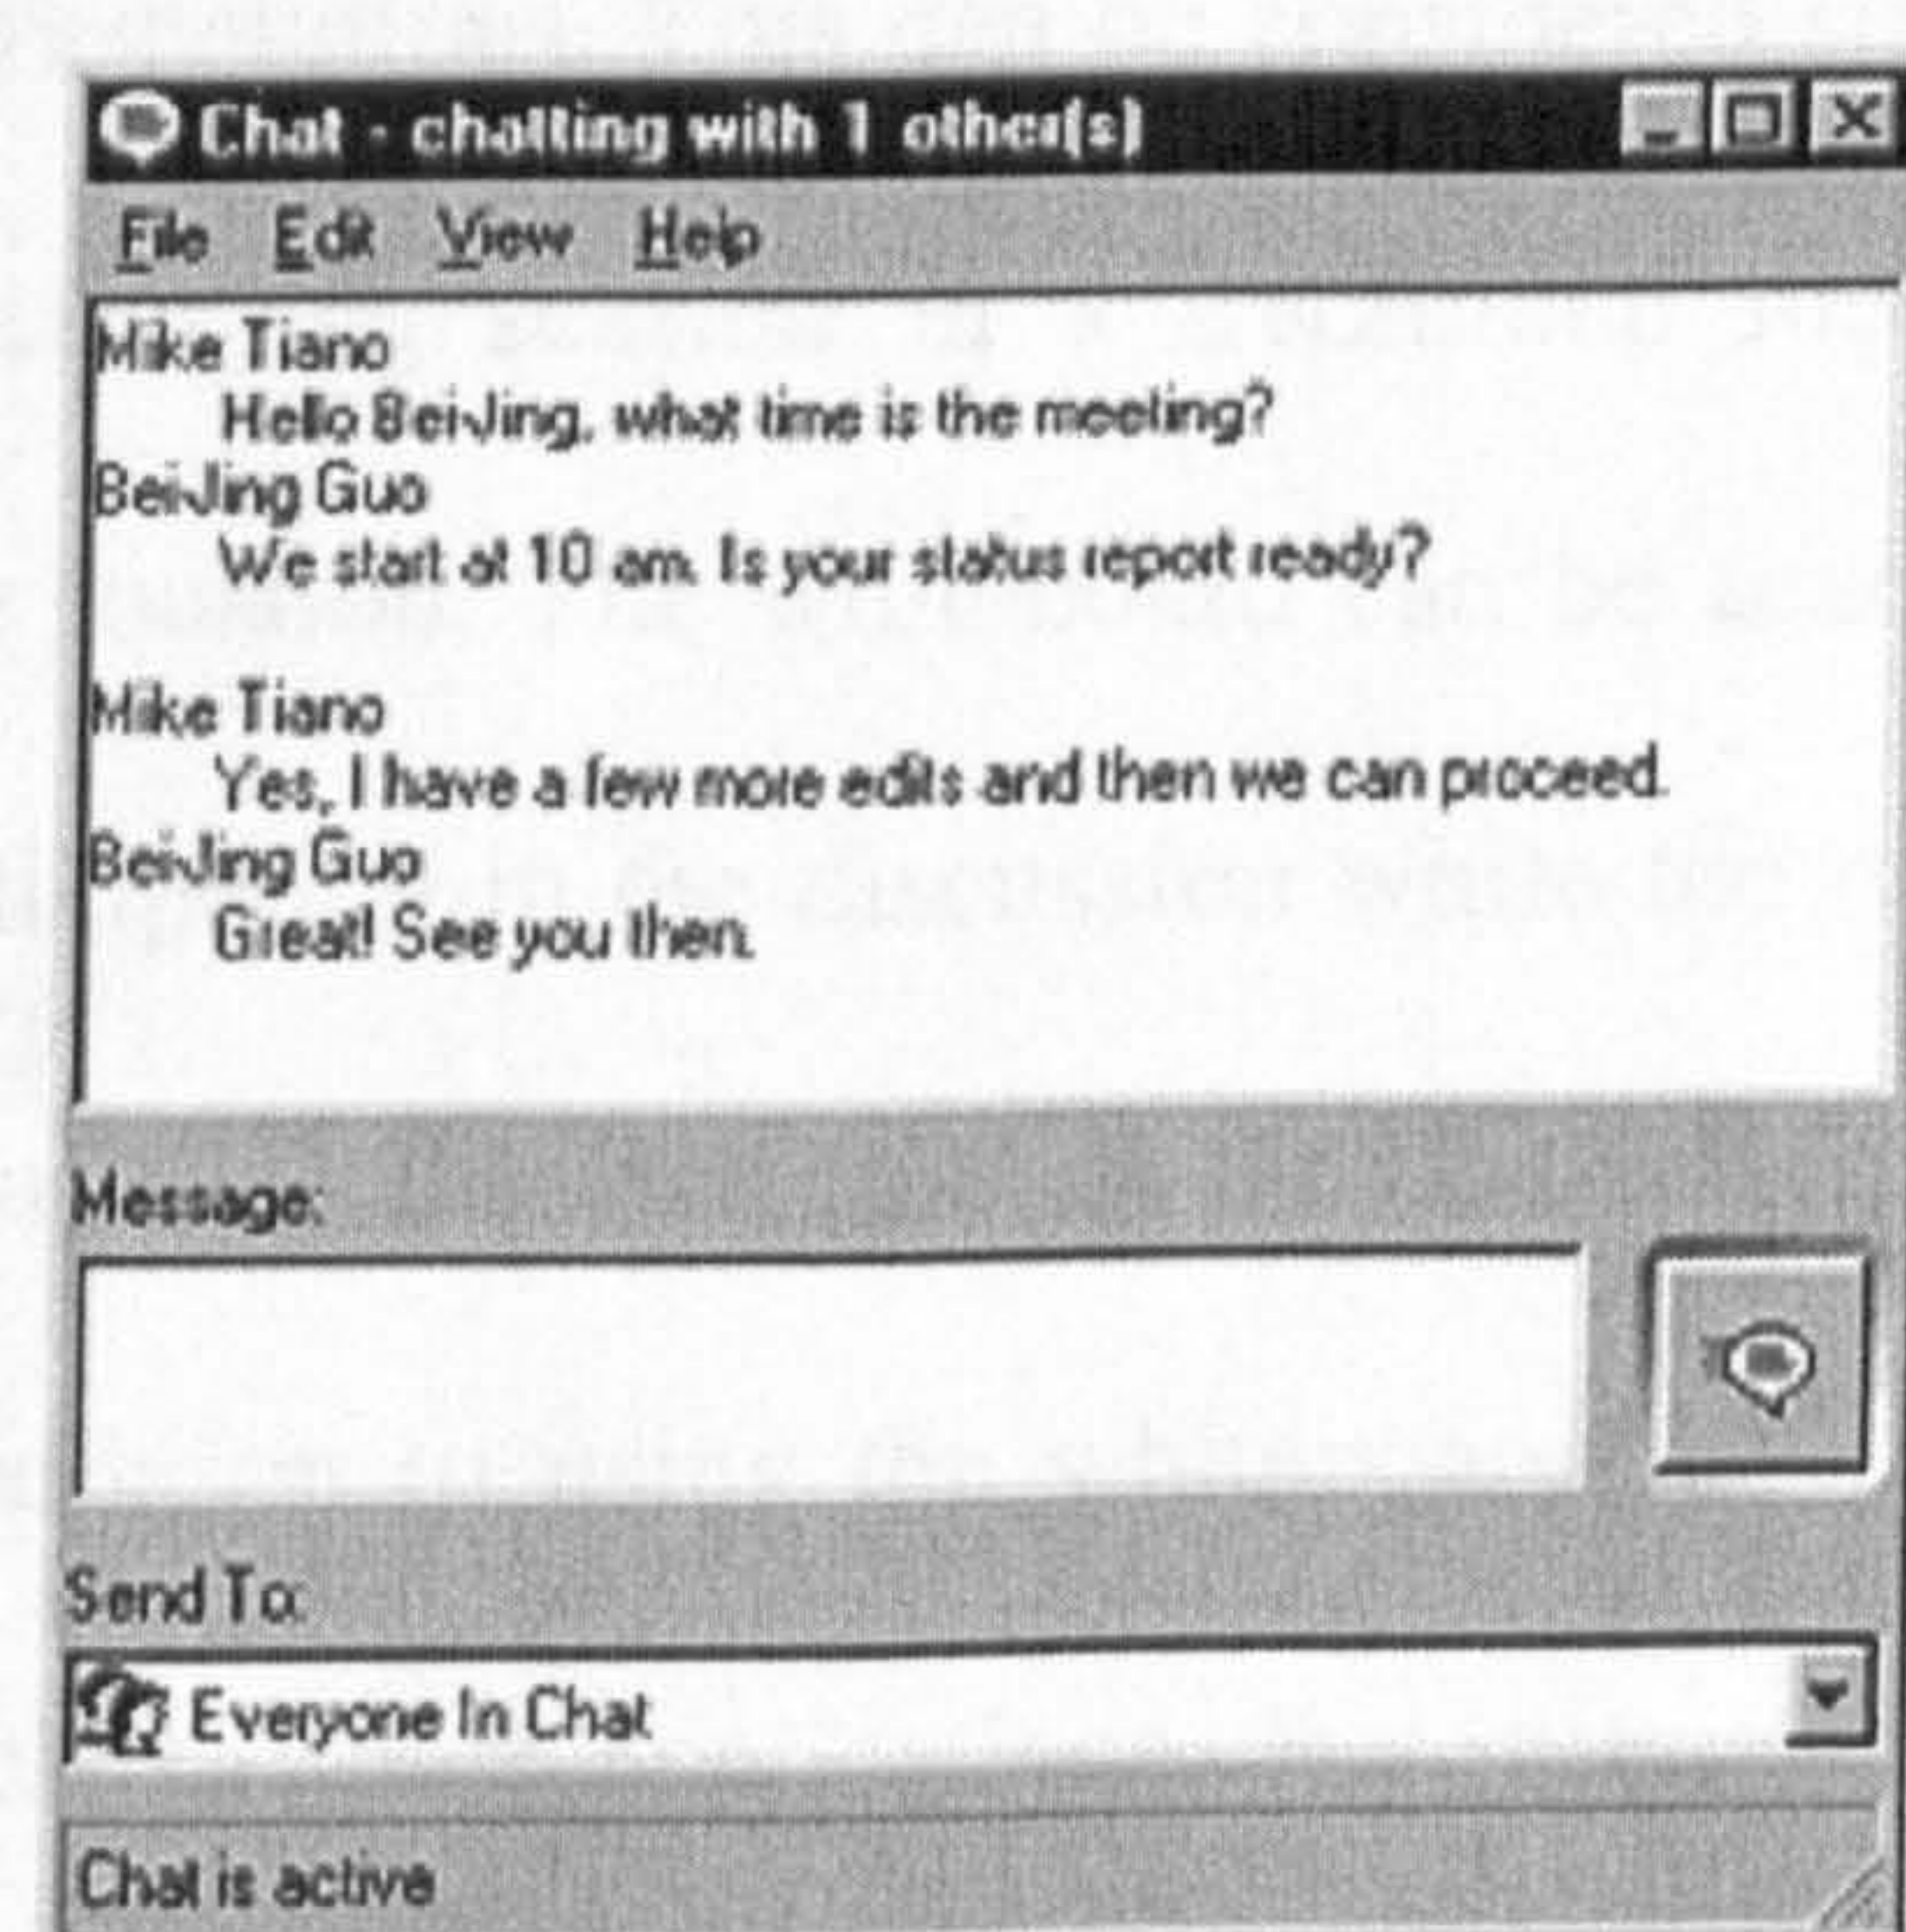 Chat - chatting with 1 other(s)
File Edit View Help
Mike Tiano
Hello BeiJing, what time is the meeting?
BeiJing Guo
We start at 10 am. Is your status report ready?
Mike Tiano
Yes, I have a few more edits and then we can proceed.
BeiJing Guo
Great! See you then.
Message:
Send To:
Everyone In Chat
Chat is active